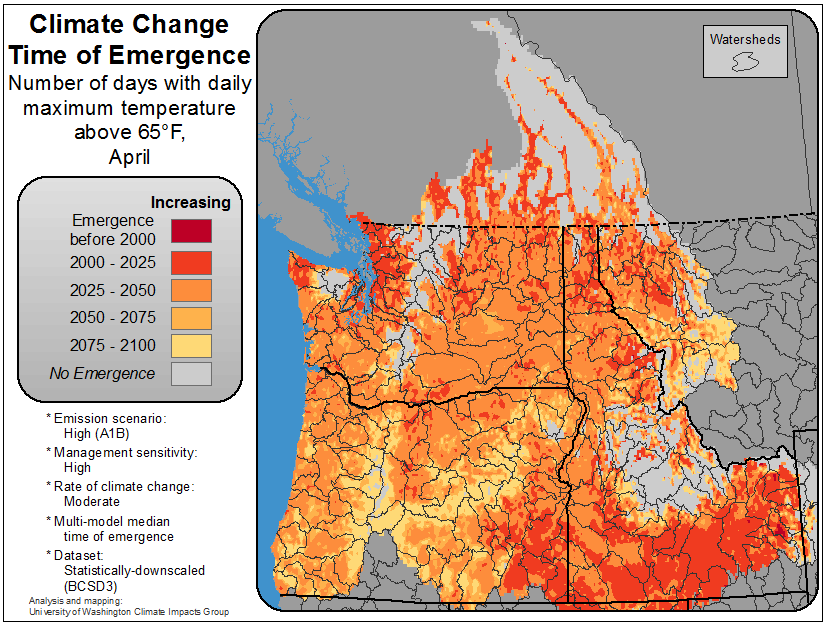 Climate Change
Time of Emergence
Number of days with daily
maximum temperature
above 65°F,
April
Watersheds
Increasing
Emergence
before 2000
2000 - 2025
2025 - 2050
2050 - 2075
2075 - 2100
No Emergence
* Emission scenario:
High (A1B)
* Management sensitivity:
High
* Rate of climate change:
Moderate
* Multi-model median
time of emergence
* Dataset:
Statistically-downscaled
(BCSD3)
Analysis and mapping:
University of Washington Climate Impacts Group